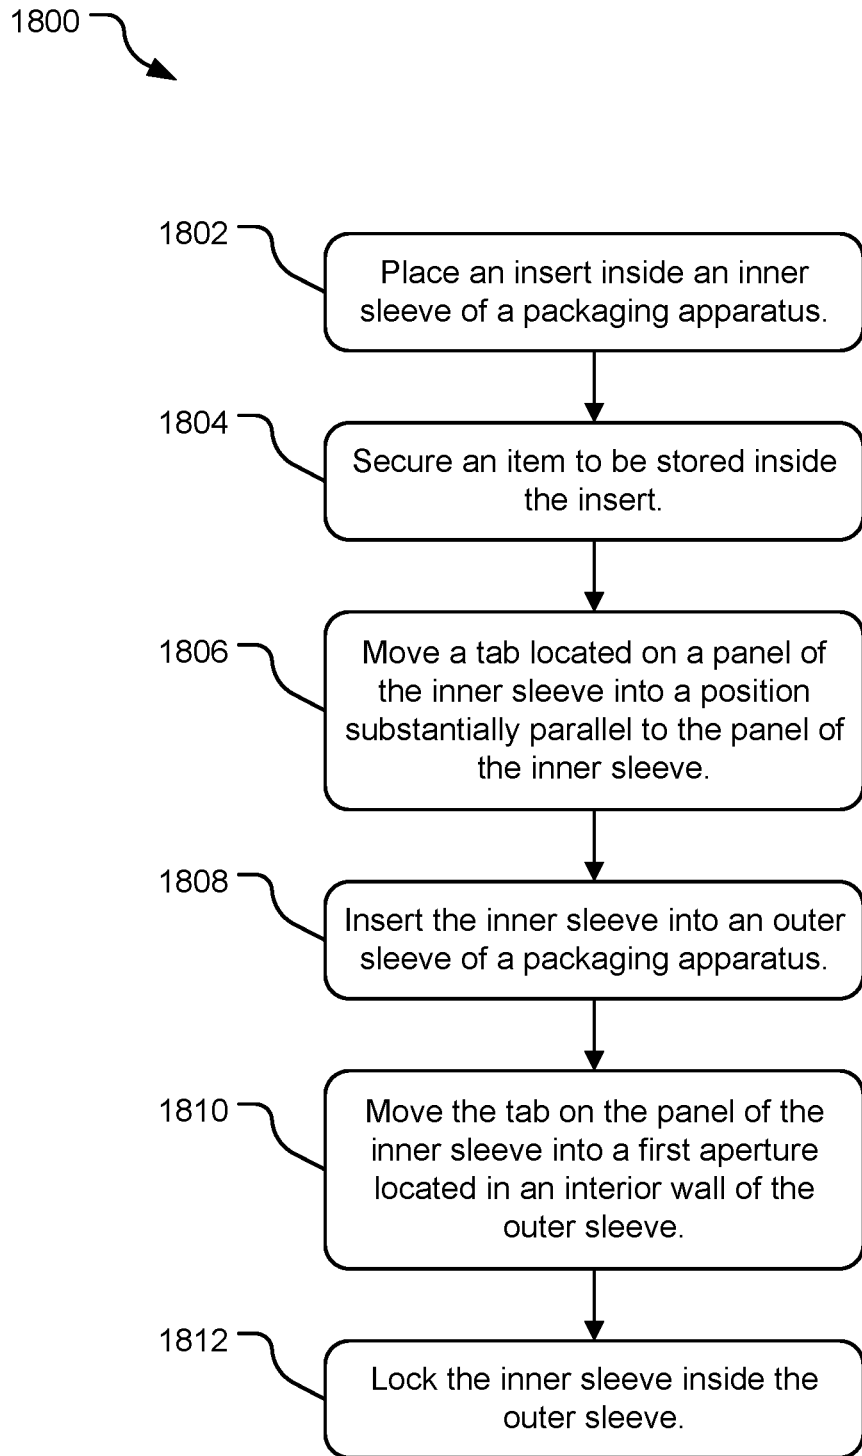 1800
1802
Place an insert inside an inner
sleeve of a packaging apparatus.
1804
Secure an item to be stored inside
the insert.
1806
Move a tab located on a panel of
the inner sleeve into a position
substantially parallel to the panel of
the inner sleeve.
1808
Insert the inner sleeve into an outer
sleeve of a packaging apparatus.
1810
Move the tab on the panel of the
inner sleeve into a first aperture
located in an interior wall of the
outer sleeve.
1812
Lock the inner sleeve inside the
outer sleeve.